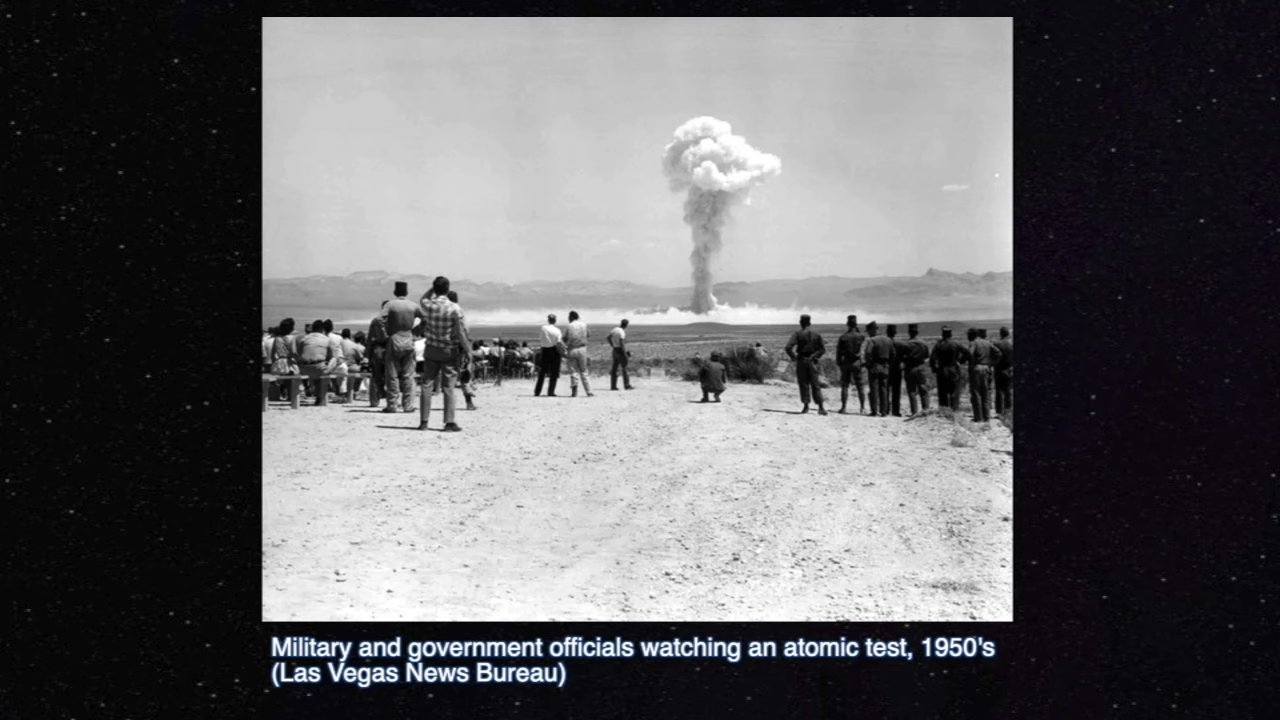 Military and government officials watching an atomic test, 1950's
(Las Vegas News Bureau)